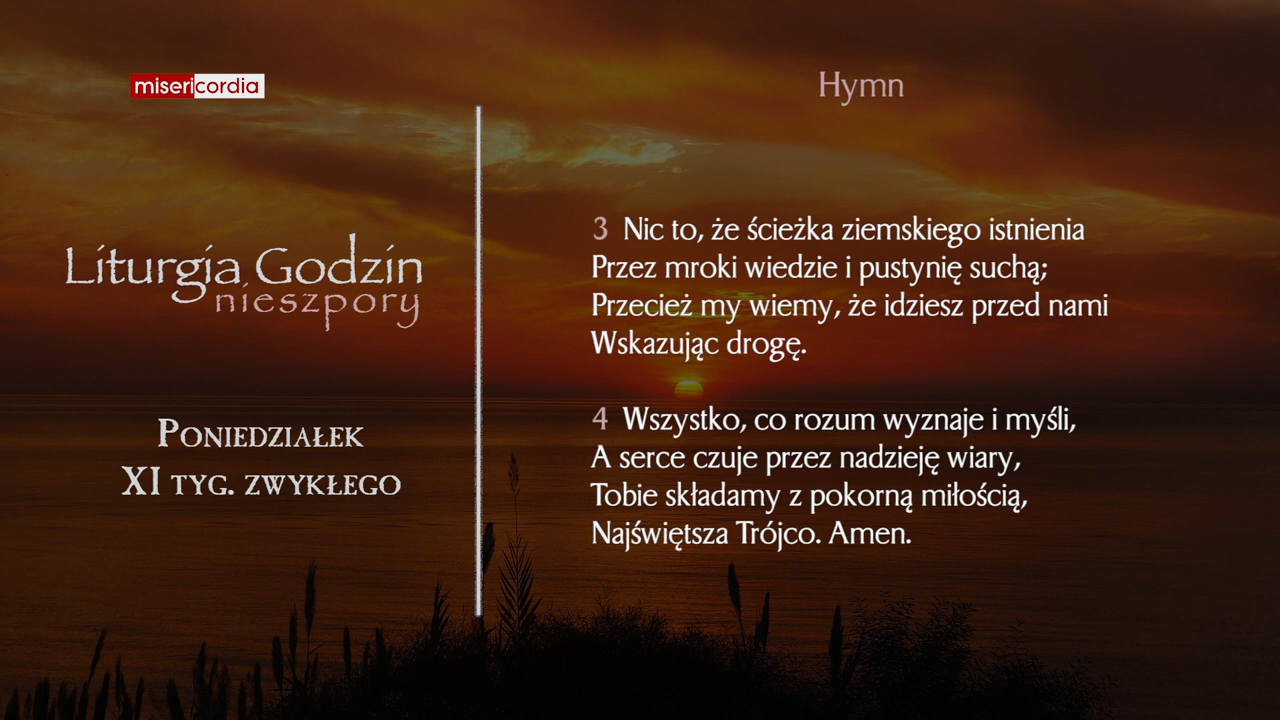 misericordia
Liturgia Godzin
nieszpory
Poniedziałek
XI tyg. zwykłego
Hymn
3 Nic to, że ścieżka ziemskiego istnienia
Przez mroki wiedzie i pustynię suchą;
Przecież my wiemy, że idziesz przed nami
Wskazując drogę.
4 Wszystko, co rozum wyznaje i myśli,
A serce czuje przez nadzieję wiary,
Tobie składamy z pokorną miłością,
Najświętsza Trójco. Amen.